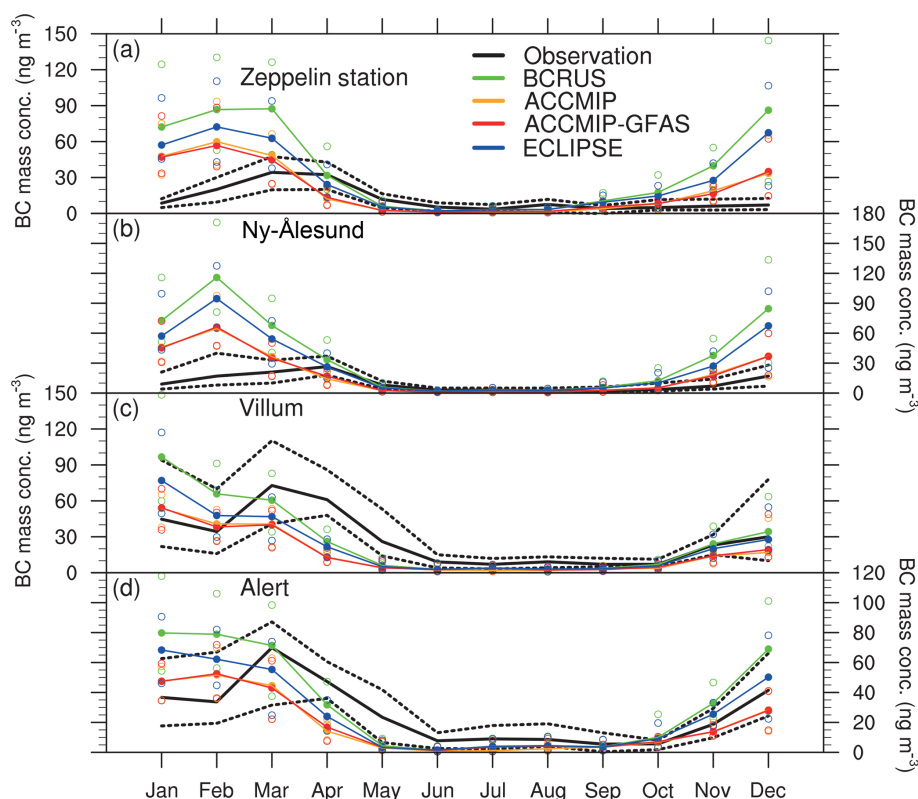 (a)
Zeppelin station
Observation
BCRUS
ACCMIP
ACCMIP-GFAS
ECLIPSE
150
120
90
60
30
0
BC mass conc. (ng m⁻³)
(b)
Ny-Ålesund
180
90
60
30
0
BC mass conc. (ng m⁻³)
(c)
Villum
150
120
90
60
30
0
BC mass conc. (ng m⁻³)
(d)
Alert
120
100
80
60
40
20
0
BC mass conc. (ng m⁻³)
Jan Feb Mar Apr May Jun Jul Aug Sep Oct Nov Dec